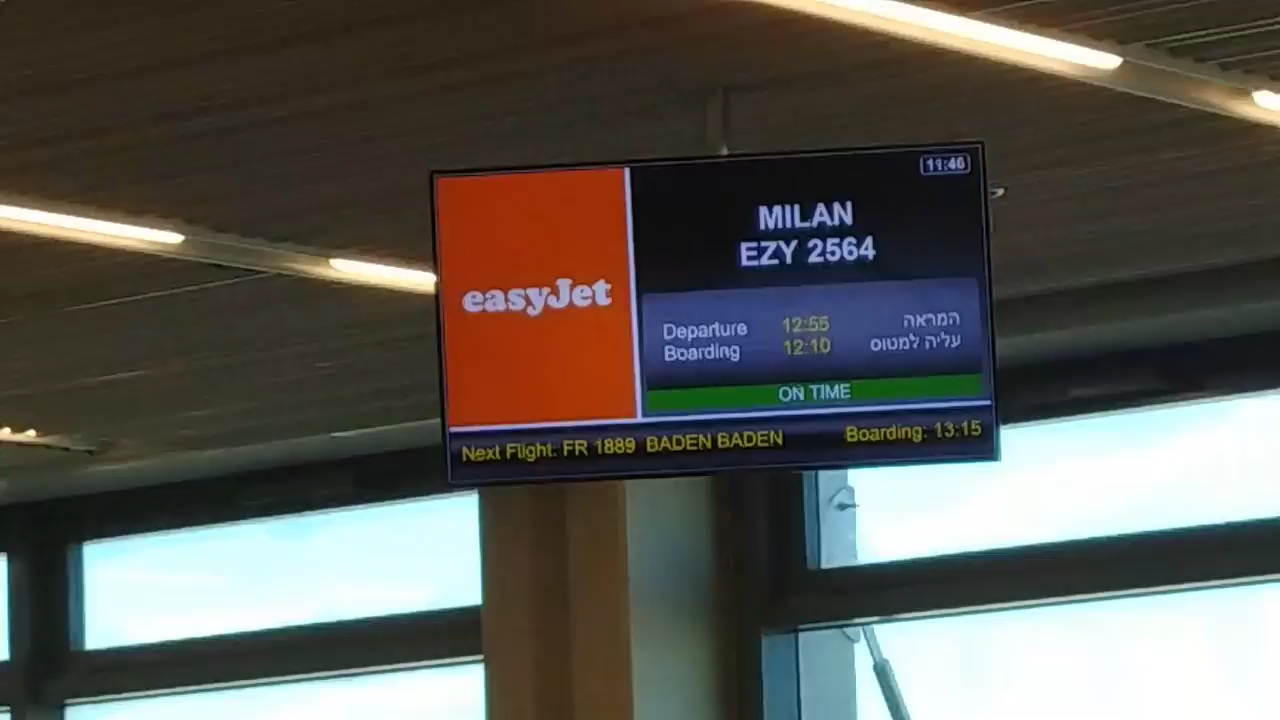 11:46
easyJet
MILAN
EZY 2564
Departure 12:55 המראה
Boarding 12:10 עליה למטוס
ON TIME
Next Flight: FR 1889 BADEN BADEN Boarding: 13:15